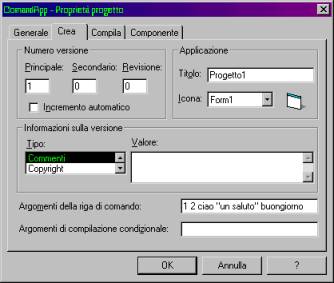 ComandApp - Proprietà progetto
Generale Crea Compila Componente
Numero versione
Principale: Secondario: Revisione:
1 0 0
Incremento automatico
Applicazione
Titolo: Progetto1
Icona: Form1
Informazioni sulla versione
Tipo: Valore:
Commenti
Copyright
Argomenti della riga di comando: 1 2 ciao "un saluto" buongiorno
Argomenti di compilazione condizionale:
OK Annulla ?